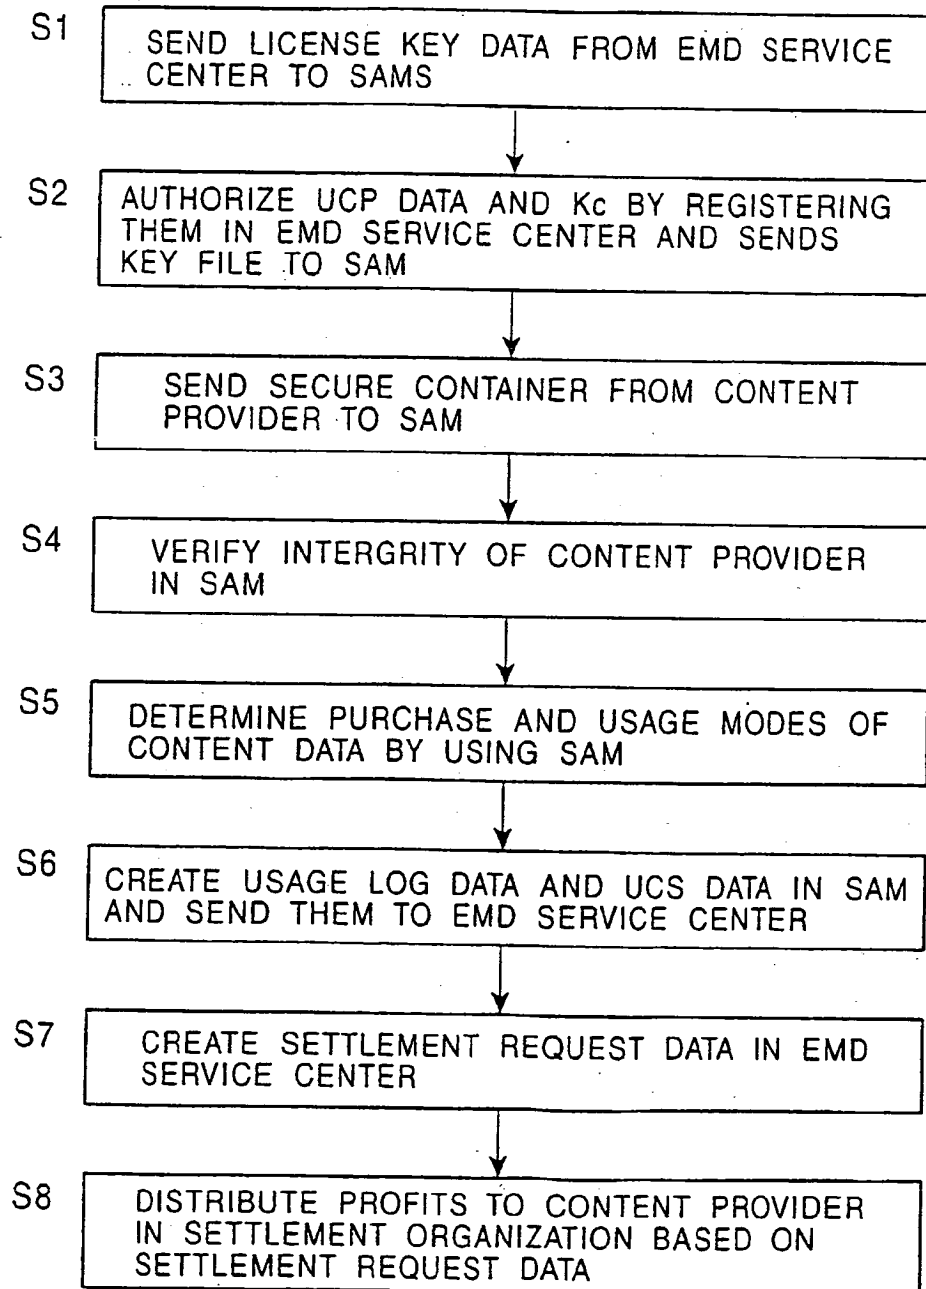 S1
SEND LICENSE KEY DATA FROM EMD SERVICE
CENTER TO SAMS
S2
AUTHORIZE UCP DATA AND Kc BY REGISTERING
THEM IN EMD SERVICE CENTER AND SENDS
KEY FILE TO SAM
S3
SEND SECURE CONTAINER FROM CONTENT
PROVIDER TO SAM
S4
VERIFY INTERGRITY OF CONTENT PROVIDER
IN SAM
S5
DETERMINE PURCHASE AND USAGE MODES OF
CONTENT DATA BY USING SAM
S6
CREATE USAGE LOG DATA AND UCS DATA IN SAM
AND SEND THEM TO EMD SERVICE CENTER
S7
CREATE SETTLEMENT REQUEST DATA IN EMD
SERVICE CENTER
S8
DISTRIBUTE PROFITS TO CONTENT PROVIDER
IN SETTLEMENT ORGANIZATION BASED ON
SETTLEMENT REQUEST DATA